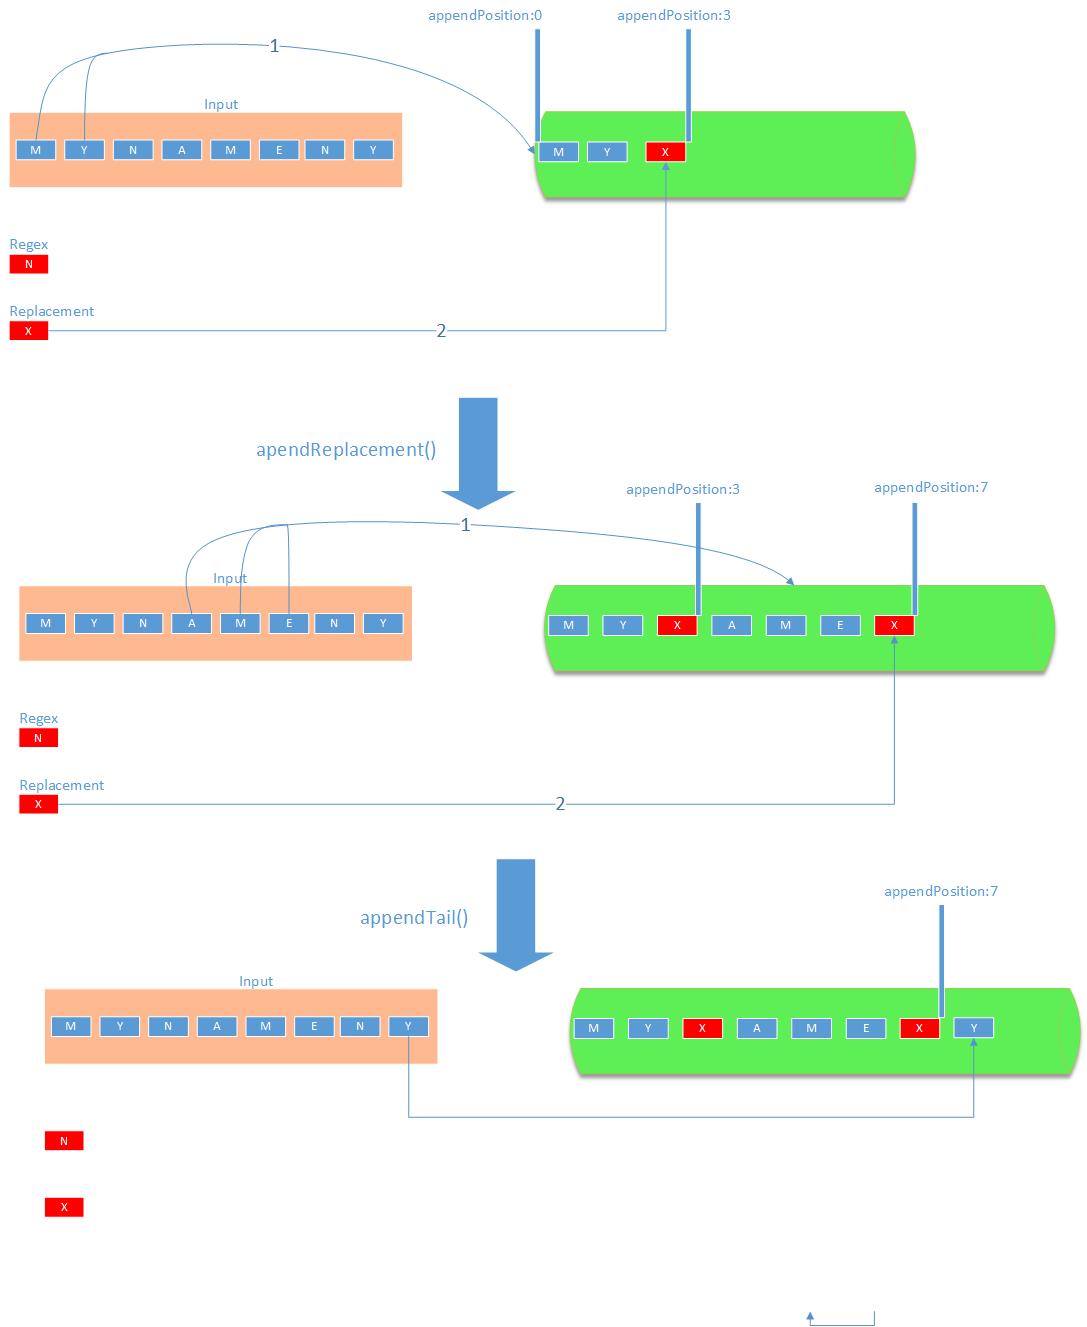 appendPosition:0 appendPosition:3
1
Input
M Y N A M E N Y M Y X
Regex
N
Replacement
X 2
apendReplacement()
appendPosition:3 appendPosition:7
1
Input
M Y N A M E N Y M Y X A M E X
Regex
N
Replacement
X 2
appendTail()
appendPosition:7
Input
M Y N A M E N Y M Y X A M E X Y
N
X